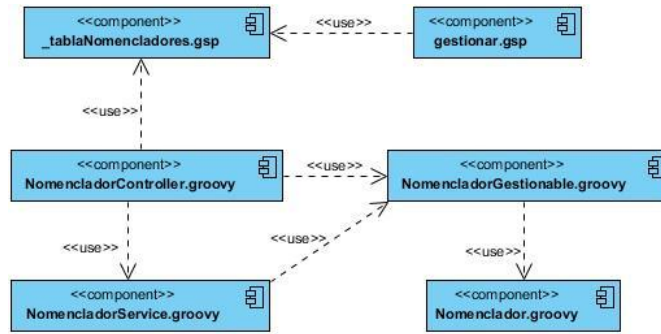 <<component>>
_tablaNomencladores.gsp
<<use>>
<<component>>
gestionar.gsp
<<use>>
<<component>>
NomencladorController.groovy
<<use>>
<<component>>
NomencladorGestionable.groovy
<<use>>
<<use>>
<<use>>
<<component>>
NomencladorService.groovy
<<component>>
Nomenclador.groovy